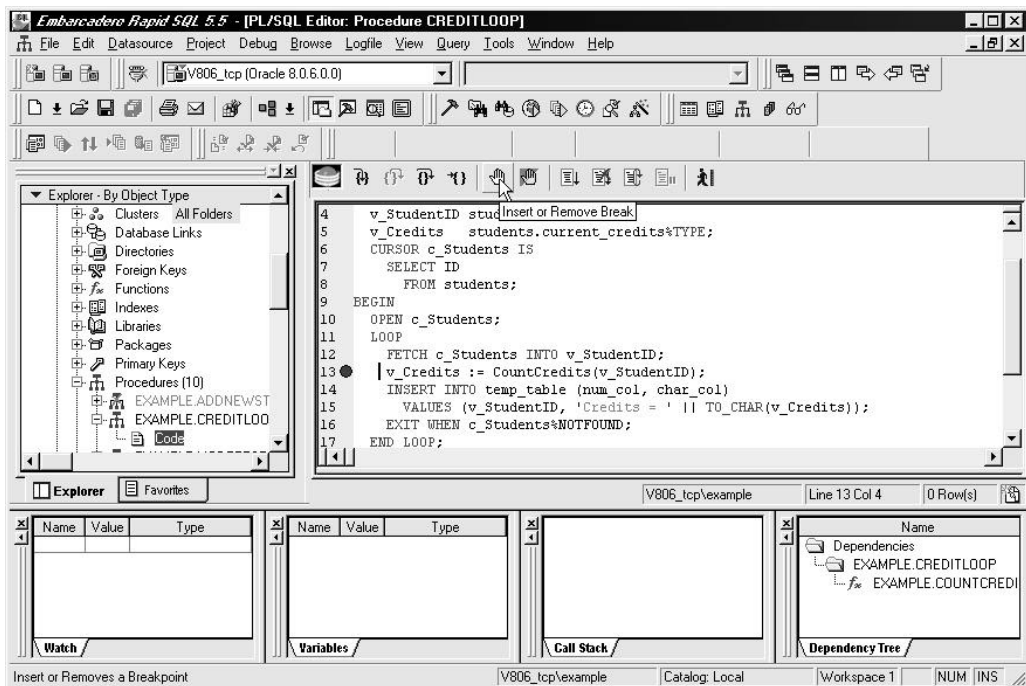 Embarcadero Rapid SQL 5.5 - [PL/SQL Editor: Procedure CREDITLOOP]
File Edit Datasource Project Debug Browse Logfile View Query Tools Window Help
V806_tcp (Oracle 8.0.6.0.0)
Explorer - By Object Type
Clusters All Folders
Database Links
Directories
Foreign Keys
Functions
Indexes
Libraries
Packages
Primary Keys
Procedures (10)
EXAMPLE.ADDNEWST
EXAMPLE.CREDITLOO
Code
Explorer Favorites
Insert or Remove Break
4 v_StudentID stud
5 v_Credits students.current_credits%TYPE;
6 CURSOR c_Students IS
7 SELECT ID
8 FROM students;
9 BEGIN
10 OPEN c_Students;
11 LOOP
12 FETCH c_Students INTO v_StudentID;
13 v_Credits := CountCredits(v_StudentID);
14 INSERT INTO temp_table (num_col, char_col)
15 VALUES (v_StudentID, 'Credits = ' || TO_CHAR(v_Credits));
16 EXIT WHEN c_Students%NOTFOUND;
17 END LOOP;
V806_tcp\example Line 13 Col 4 0 Row(s)
Name Value Type
Watch
Name Value Type
Variables
Call Stack
Name
Dependencies
EXAMPLE.CREDITLOOP
EXAMPLE.COUNTCREDI
Dependency Tree
Insert or Removes a Breakpoint V806_tcp\example Catalog: Local Workspace 1 NUM INS